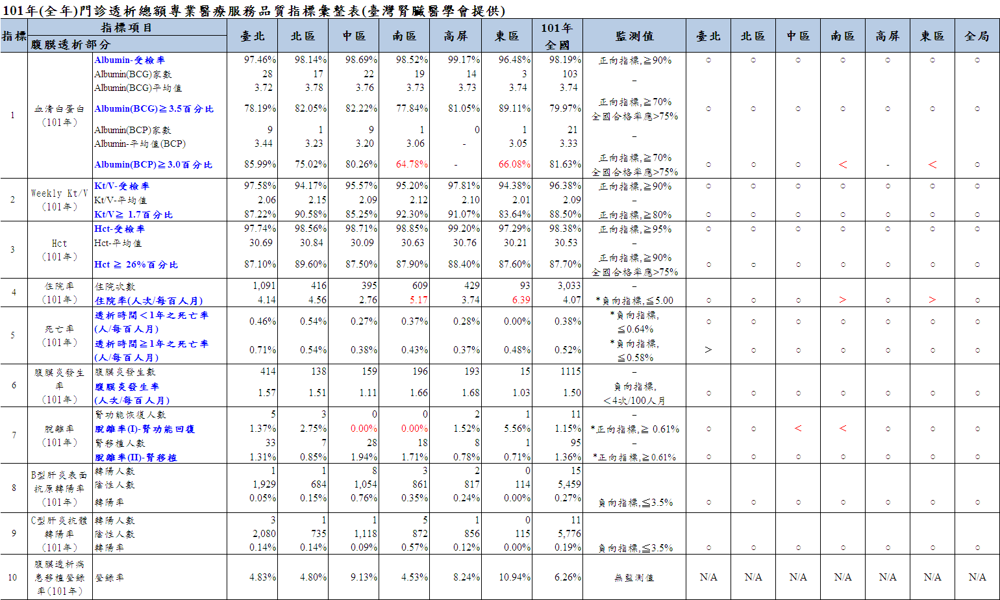 101年(全年)門診透析總額專業醫療服務品質指標彙整表(臺灣腎臟醫學會提供)
指標 指標項目 臺北 北區 中區 南區 高屏 東區 101年 監測值 臺北 北區 中區 南區 高屏 東區 全局
腹膜透析部分 全國
Albumin-受檢率 97.46% 98.14% 98.69% 98.52% 99.17% 96.48% 98.19% 正向指標,≧90% ○ ○ ○ ○ ○ ○ ○
Albumin(BCG)家數 28 17 22 19 14 3 103 –
Albumin(BCG)平均值 3.72 3.78 3.76 3.73 3.73 3.74 3.74
1 血清白蛋白 Albumin(BCG)≧3.5百分比 78.19% 82.05% 82.22% 77.84% 81.05% 89.11% 79.97% 正向指標,≧70% ○ ○ ○ ○ ○ ○ ○
(101年) 全國合格率應>75%
Albumin(BCP)家數 9 1 9 1 0 1 21 –
Albumin-平均值(BCP) 3.44 3.23 3.20 3.06 - 3.05 3.33
Albumin(BCP)≧3.0百分比 85.99% 75.02% 80.26% 64.78% - 66.08% 81.63% 正向指標,≧70% ○ ○ ○ < - < ○
全國合格率應>75%
2 Weekly Kt/V Kt/V-受檢率 97.58% 94.17% 95.57% 95.20% 97.81% 94.38% 96.38% 正向指標,≧90% ○ ○ ○ ○ ○ ○ ○
(101年) Kt/V-平均值 2.06 2.15 2.09 2.12 2.10 2.01 2.09 –
Kt/V≧ 1.7百分比 87.22% 90.58% 85.25% 92.30% 91.07% 83.64% 88.50% 正向指標,≧80% ○ ○ ○ ○ ○ ○ ○
3 Hct Hct-受檢率 97.74% 98.56% 98.71% 98.85% 99.20% 97.29% 98.38% 正向指標,≧95% ○ ○ ○ ○ ○ ○ ○
(101年) Hct-平均值 30.69 30.84 30.09 30.63 30.76 30.21 30.53 –
Hct ≧ 26%百分比 87.10% 89.60% 87.50% 87.90% 88.40% 87.60% 87.70% 正向指標,≧90% ○ ○ ○ ○ ○ ○ ○
全國合格率應>75%
4 住院率 住院次數 1,091 416 395 609 429 93 3,033 –
(101年) 住院率(人次/每百人月) 4.14 4.56 2.76 5.17 3.74 6.39 4.07 *負向指標,≦5.00 ○ ○ ○ > ○ > ○
5 死亡率 透析時間<1年之死亡率 0.46% 0.54% 0.27% 0.37% 0.28% 0.00% 0.38% *負向指標, ○ ○ ○ ○ ○ ○ ○
(101年) (人/每百人月) ≦0.64%
透析時間≧1年之死亡率 0.71% 0.54% 0.38% 0.43% 0.37% 0.48% 0.52% *負向指標, > ○ ○ ○ ○ ○ ○
(人/每百人月) ≦0.58%
6 腹膜炎發生 腹膜炎發生數 414 138 159 196 193 15 1115 –
率 腹膜炎發生率 1.57 1.51 1.11 1.66 1.68 1.03 1.50 負向指標, ○ ○ ○ ○ ○ ○ ○
(101年) (人次/每百人月) <4次/100人月
7 脫離率 腎功能恢復人數 5 3 0 0 2 1 11 –
(101年) 脫離率(I)-腎功能回復 1.37% 2.75% 0.00% 0.00% 1.52% 5.56% 1.15% *正向指標,≧ 0.61% ○ ○ < < ○ ○ ○
腎移植人數 33 7 28 18 8 1 95 –
脫離率(II)-腎移植 1.31% 0.85% 1.94% 1.71% 0.78% 0.71% 1.36% *正向指標,≧0.61% ○ ○ ○ ○ ○ ○ ○
8 B型肝炎表面 轉陽人數 1 1 8 3 2 0 15
抗原轉陽率 陰性人數 1,929 684 1,054 861 817 114 5,459
(101年) 轉陽率 0.05% 0.15% 0.76% 0.35% 0.24% 0.00% 0.27% 負向指標,≦3.5% ○ ○ ○ ○ ○ ○ ○
9 C型肝炎抗體 轉陽人數 3 1 1 5 1 0 11
轉陽率 陰性人數 2,080 735 1,118 872 856 115 5,776
(101年) 轉陽率 0.14% 0.14% 0.09% 0.57% 0.12% 0.00% 0.19% 負向指標,≦3.5% ○ ○ ○ ○ ○ ○ ○
腹膜透析病
10 患移植登錄 登錄率 4.83% 4.80% 9.13% 4.53% 8.24% 10.94% 6.26% 無監測值 N/A N/A N/A N/A N/A N/A N/A
率(101年)